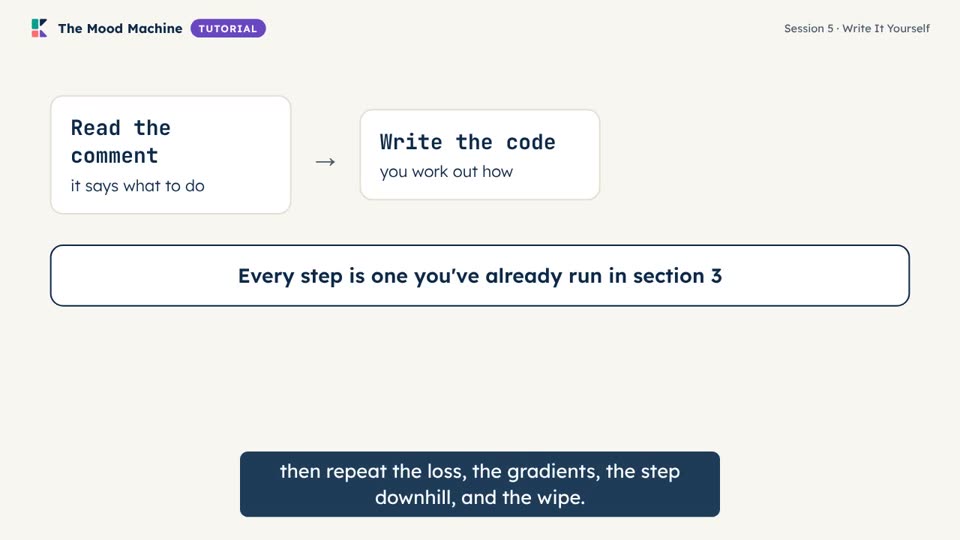 The Mood Machine TUTORIAL
Session 5 · Write It Yourself
Read the
comment
it says what to do
→
Write the code
you work out how
Every step is one you've already run in section 3
then repeat the loss, the gradients, the step
downhill, and the wipe.